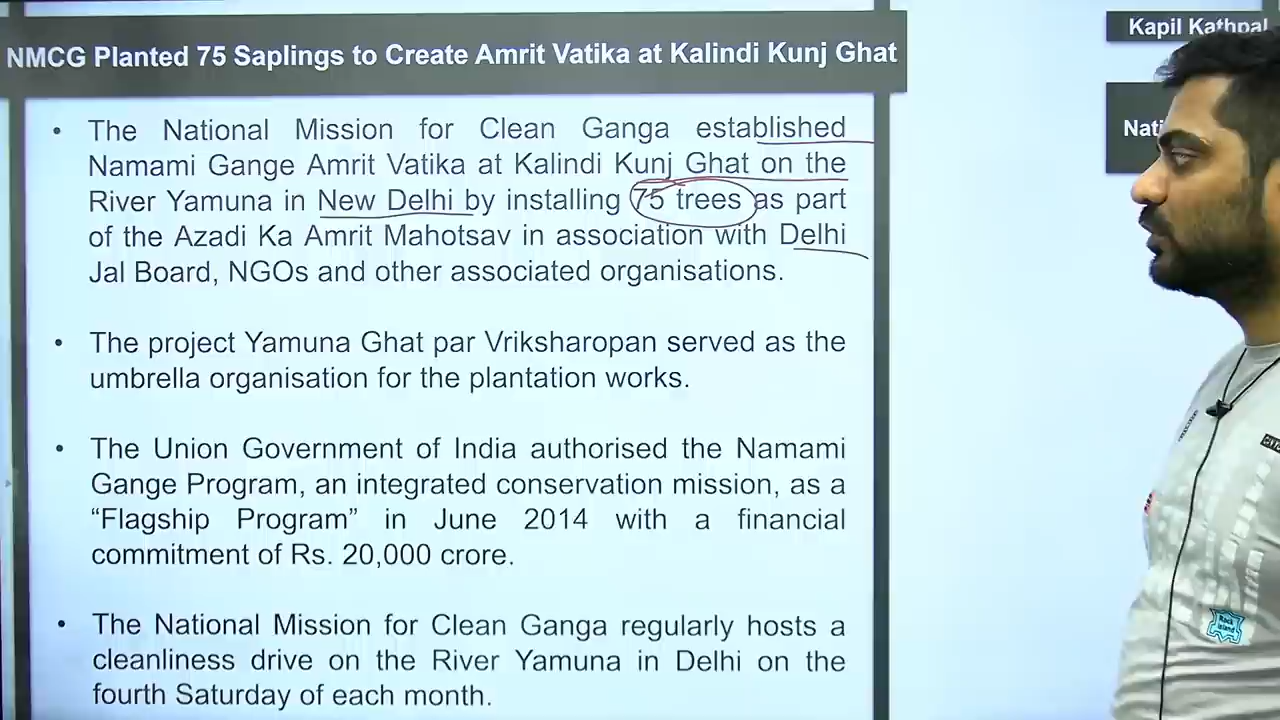 NMCG Planted 75 Saplings to Create Amrit Vatika at Kalindi Kunj Ghat
Kapil Kathpal
Nati
• The National Mission for Clean Ganga established
Namami Gange Amrit Vatika at Kalindi Kunj Ghat on the
River Yamuna in New Delhi by installing 75 trees as part
of the Azadi Ka Amrit Mahotsav in association with Delhi
Jal Board, NGOs and other associated organisations.
• The project Yamuna Ghat par Vriksharopan served as the
umbrella organisation for the plantation works.
• The Union Government of India authorised the Namami
Gange Program, an integrated conservation mission, as a
“Flagship Program” in June 2014 with a financial
commitment of Rs. 20,000 crore.
• The National Mission for Clean Ganga regularly hosts a
cleanliness drive on the River Yamuna in Delhi on the
fourth Saturday of each month.
Rock
Island